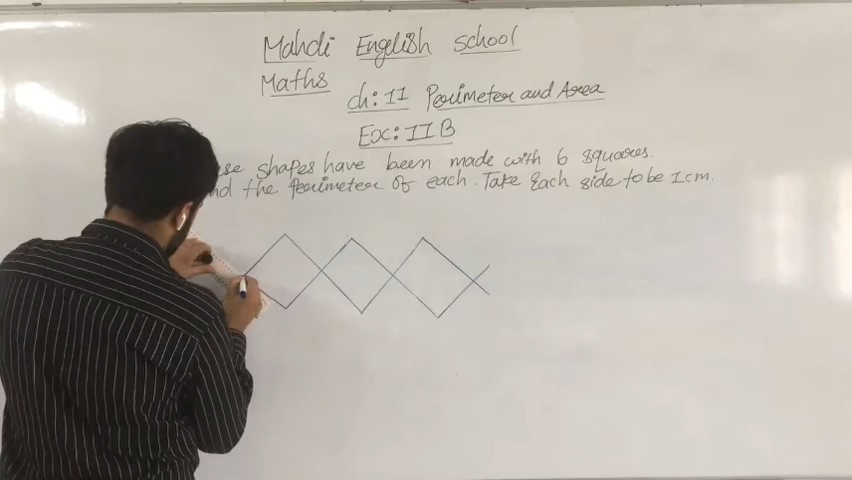 Mahdi English school
Maths
ch: 11 Perimeter and Area
Ex: 11 B
shapes have been made with 6 squares.
the Perimeter of each. Take Each side to be 1cm.